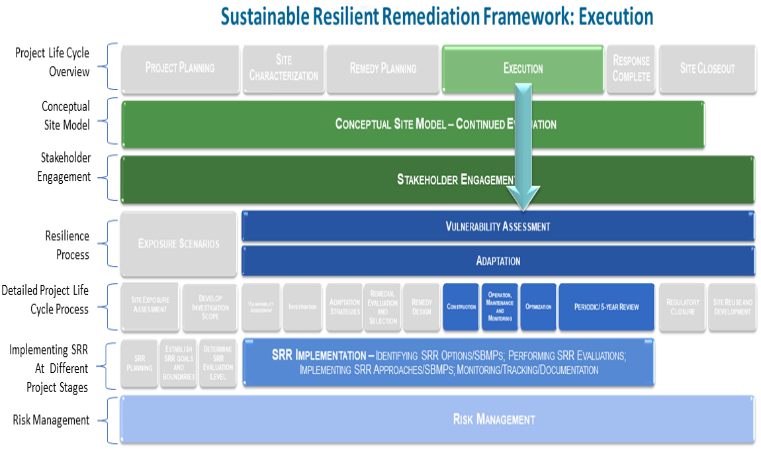 Sustainable Resilient Remediation Framework: Execution
Project Life Cycle
Overview
PROJECT PLANNING
SITE
CHARACTERIZATION
REMEDY PLANNING
EXECUTION
RESPONSE
COMPLETE
SITE CLOSEOUT
Conceptual
Site Model
CONCEPTUAL SITE MODEL – CONTINUED EVALUATION
Stakeholder
Engagement
STAKEHOLDER ENGAGEMENT
Resilience
Process
EXPOSURE SCENARIOS
VULNERABILITY ASSESSMENT
ADAPTATION
Detailed Project Life
Cycle Process
SITE EXPOSURE
ASSESSMENT
DEVELOP
INVESTIGATION
SCOPE
VULNERABILITY
ASSESSMENT
INVESTIGATION
ADAPTATION
STRATEGIES
REMEDIAL
EVALUATION
AND
SELECTION
REMEDY
DESIGN
CONSTRUCTION
OPERATION,
MAINTENANCE
AND
MONITORING
OPTIMIZATION
PERIODIC/ 5-YEAR REVIEW
REGULATORY
CLOSURE
SITE REUSE AND
DEVELOPMENT
Implementing SRR
At Different
Project Stages
SRR
PLANNING
ESTABLISH
SRR GOALS
AND
BOUNDARIES
DETERMINE
SRR
EVALUATION
LEVEL
SRR IMPLEMENTATION – IDENTIFYING SRR OPTIONS/SBMPS; PERFORMING SRR EVALUATIONS;
IMPLEMENTING SRR APPROACHES/SBMPS; MONITORING/TRACKING/DOCUMENTATION
Risk Management
RISK MANAGEMENT